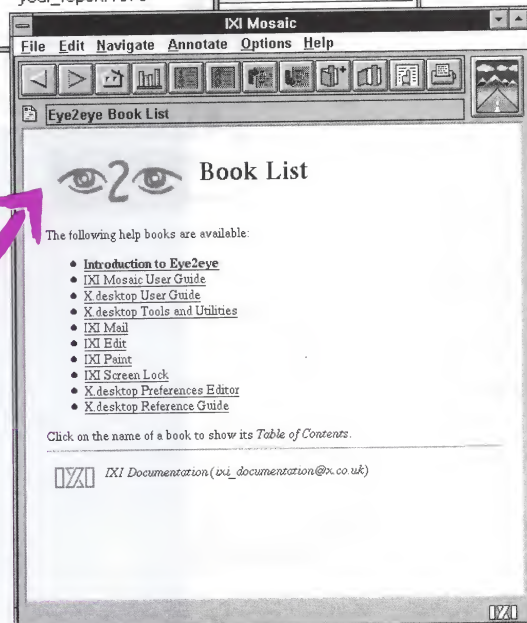 IXI Mosaic
File Edit Navigate Annotate Options Help
Eye2eye Book List
2
Book List
The following help books are available:
Introduction to Eye2eye
IXI Mosaic User Guide
X.desktop User Guide
X.desktop Tools and Utilities
IXI Mail
IXI Edit
IXI Paint
IXI Screen Lock
X.desktop Preferences Editor
X.desktop Reference Guide
Click on the name of a book to show its Table of Contents.
IXI
IXI Documentation (ixi_documentation@x.co.uk)
IXI